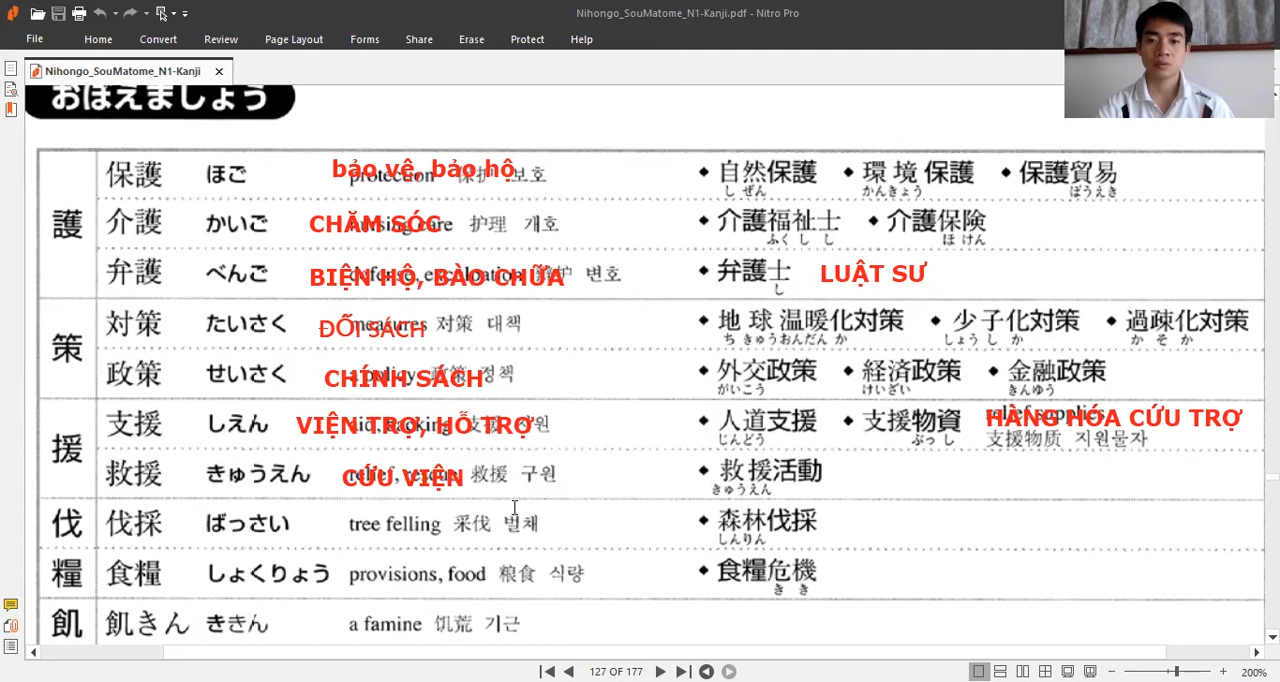 Nihongo_SouMatome_N1-Kanji.pdf - Nitro Pro
File Home Convert Review Page Layout Forms Share Erase Protect Help
Nihongo_SouMatome_N1-Kanji
おぼえましょう
護 保護 ほご bảo vệ, bảo hộ protection 保护 보호 ◆ 自然保護 ◆ 環境保護 ◆ 保護貿易
しぜん かんきょう ぼうえき
介護 かいご CHĂM SÓC nursing care 护理 개호 ◆ 介護福祉士 ◆ 介護保険
ふくしし ほけん
弁護 べんご BIỆN HỘ, BÀO CHỮA 변호 ◆ 弁護士 LUẬT SƯ
し
策 対策 たいさく ĐỐI SÁCH measures 对策 대책 ◆ 地球温暖化対策 ◆ 少子化対策 ◆ 過疎化対策
ちきゅうおんだんか しょうしか かそか
政策 せいさく CHÍNH SÁCH policy 정책 ◆ 外交政策 ◆ 経済政策 ◆ 金融政策
がいこう けいざい きんゆう
援 支援 しえん VIỆN TRỢ, HỖ TRỢ ◆ 人道支援 ◆ 支援物資 relief supplies HÀNG HÓA CỨU TRỢ
じんどう ぶっし 支援物质 지원물자
救援 きゅうえん CỨU VIỆN relief, rescue 救援 구원 ◆ 救援活動
きゅうえん
伐 伐採 ばっさい tree felling 采伐 벌채 ◆ 森林伐採
しんりん
糧 食糧 しょくりょう provisions, food 粮食 식량 ◆ 食糧危機
きき
飢 飢きん ききん a famine 饥荒 기근
127 OF 177
200%